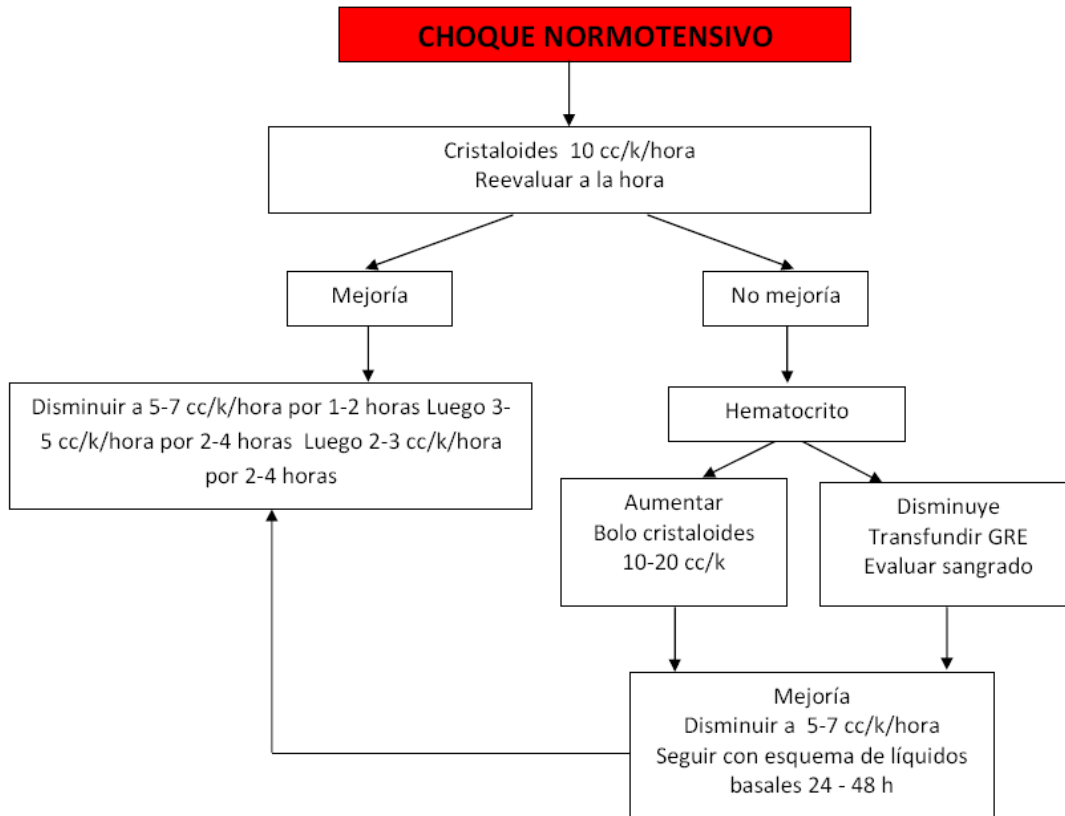 CHOQUE NORMOTENSIVO
Cristaloides 10 cc/k/hora
Reevaluar a la hora
Mejoría
No mejoría
Disminuir a 5-7 cc/k/hora por 1-2 horas Luego 3-
5 cc/k/hora por 2-4 horas Luego 2-3 cc/k/hora
por 2-4 horas
Hematocrito
Aumentar
Bolo cristaloides
10-20 cc/k
Disminuye
Transfundir GRE
Evaluar sangrado
Mejoría
Disminuir a 5-7 cc/k/hora
Seguir con esquema de líquidos
basales 24 - 48 h